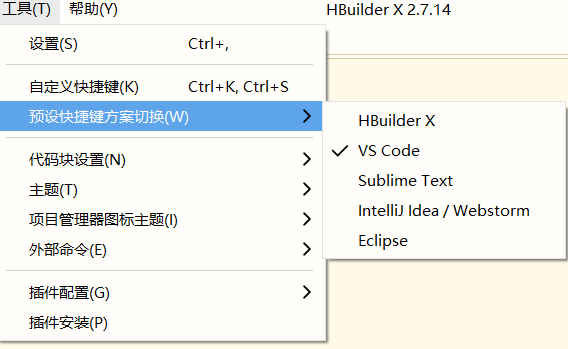 工具(T) 帮助(Y) HBuilder X 2.7.14
设置(S) Ctrl+,
自定义快捷键(K) Ctrl+K, Ctrl+S
预设快捷键方案切换(W)
HBuilder X
VS Code
Sublime Text
IntelliJ Idea / Webstorm
Eclipse
代码块设置(N)
主题(T)
项目管理器图标主题(I)
外部命令(E)
插件配置(G)
插件安装(P)